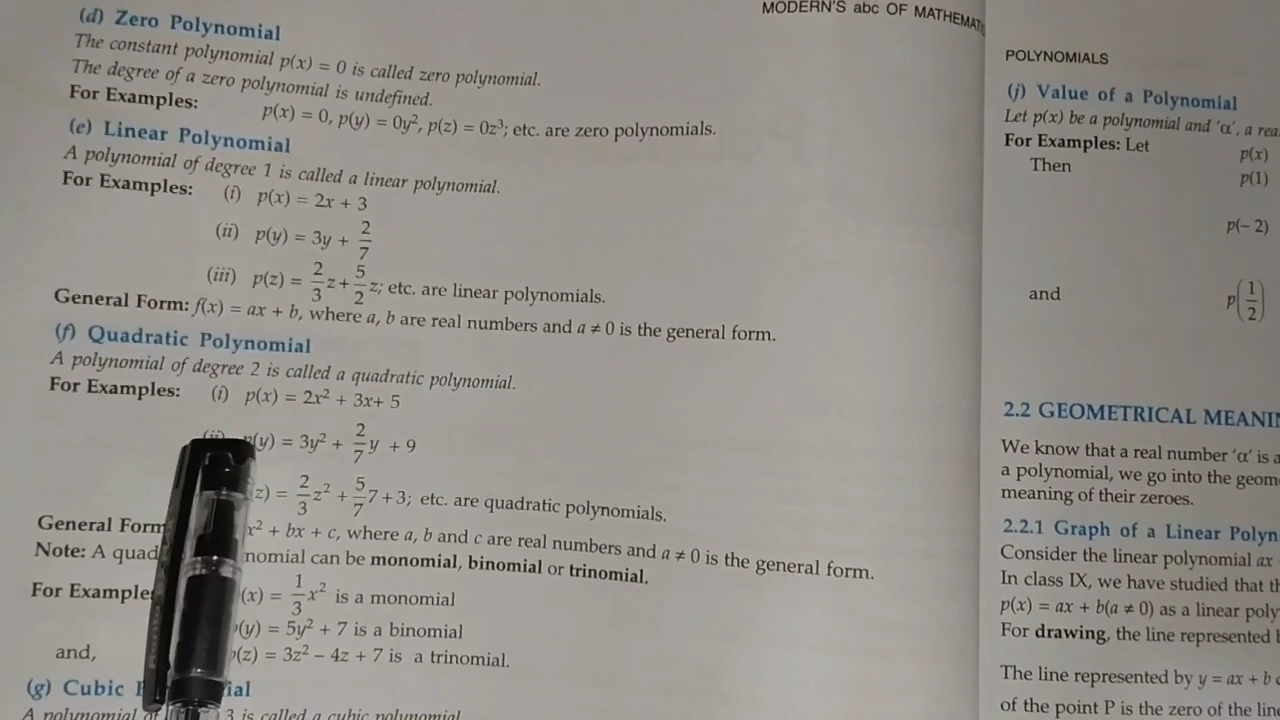 MODERN'S abc OF
(d) Zero Polynomial
The constant polynomial p(x) = 0 is called zero polynomial.
The degree of a zero polynomial is undefined.
For Examples: p(x) = 0, p(y) = 0y², p(z) = 0z³; etc. are zero polynomials.
(e) Linear Polynomial
A polynomial of degree 1 is called a linear polynomial.
For Examples: (i) p(x) = 2x + 3
(ii) p(y) = 3y + 2/7
(iii) p(z) = 2/3 z + 5/2 z; etc. are linear polynomials.
General Form: f(x) = ax + b, where a, b are real numbers and a ≠ 0 is the general form.
(f) Quadratic Polynomial
A polynomial of degree 2 is called a quadratic polynomial.
For Examples: (i) p(x) = 2x² + 3x+ 5
(y) = 3y² + 2/7 y + 9
z) = 2/3 z² + 5/7 7 + 3; etc. are quadratic polynomials.
General Form x² + bx + c, where a, b and c are real numbers and a ≠ 0 is the general form.
Note: A quad nomial can be monomial, binomial or trinomial.
For Example (x) = 1/3 x² is a monomial
(y) = 5y² + 7 is a binomial
and, (z) = 3z² – 4z + 7 is a trinomial.
(g) Cubic ial
A polynomial of 3 is called a cubic polynomial
POLYNOMIALS
(j) Value of a Polynomial
Let p(x) be a polynomial and 'α', a rea
For Examples: Let p(x)
Then p(1)
p(– 2)
and p(1/2)
2.2 GEOMETRICAL
We know that a real number 'α' is a
a polynomial, we go into the geom
meaning of their zeroes.
2.2.1 Graph of a Linear Polyn
Consider the linear polynomial ax
In class IX, we have studied that th
p(x) = ax + b(a ≠ 0) as a linear poly
For drawing, the line represented
The line represented by y = ax + b
of the point P is the zero of the line